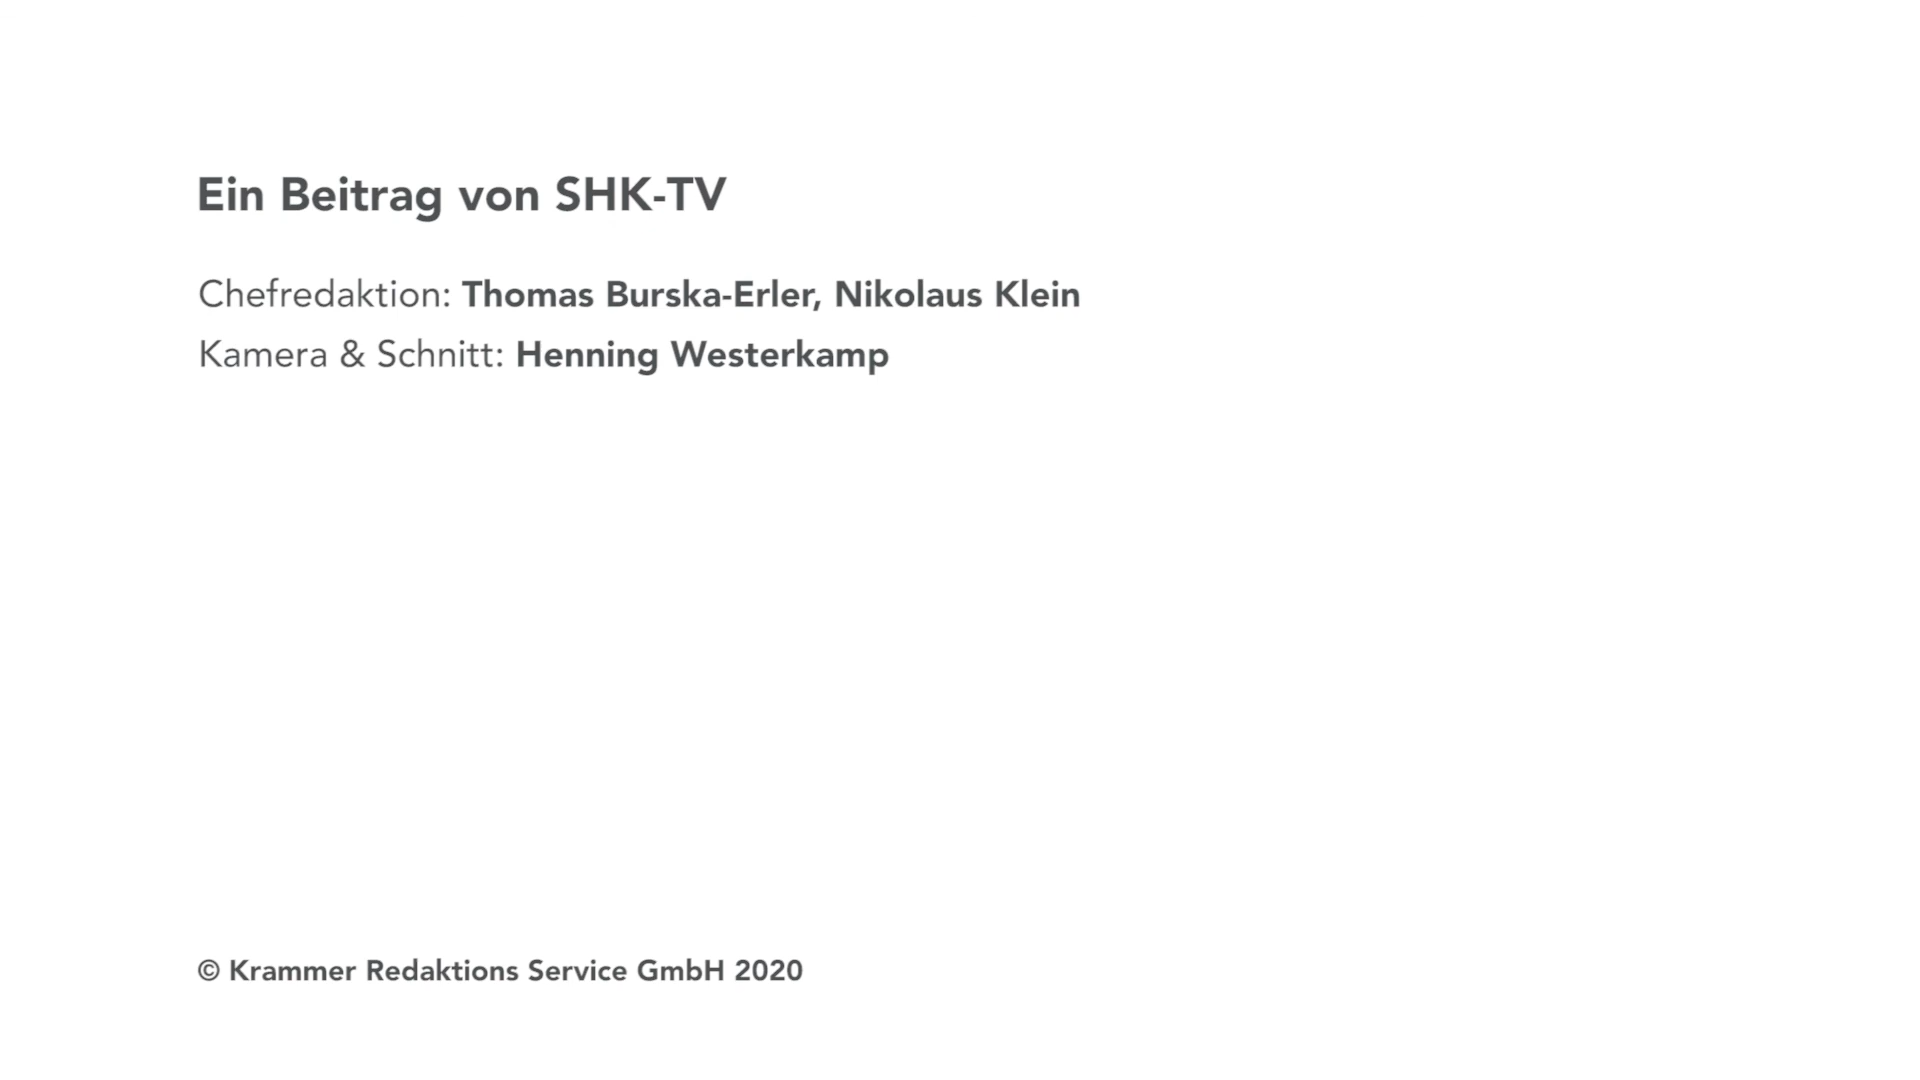 Ein Beitrag von SHK-TV
Chefredaktion: Thomas Burska-Erler, Nikolaus Klein
Kamera & Schnitt: Henning Westerkamp
© Krammer Redaktions Service GmbH 2020